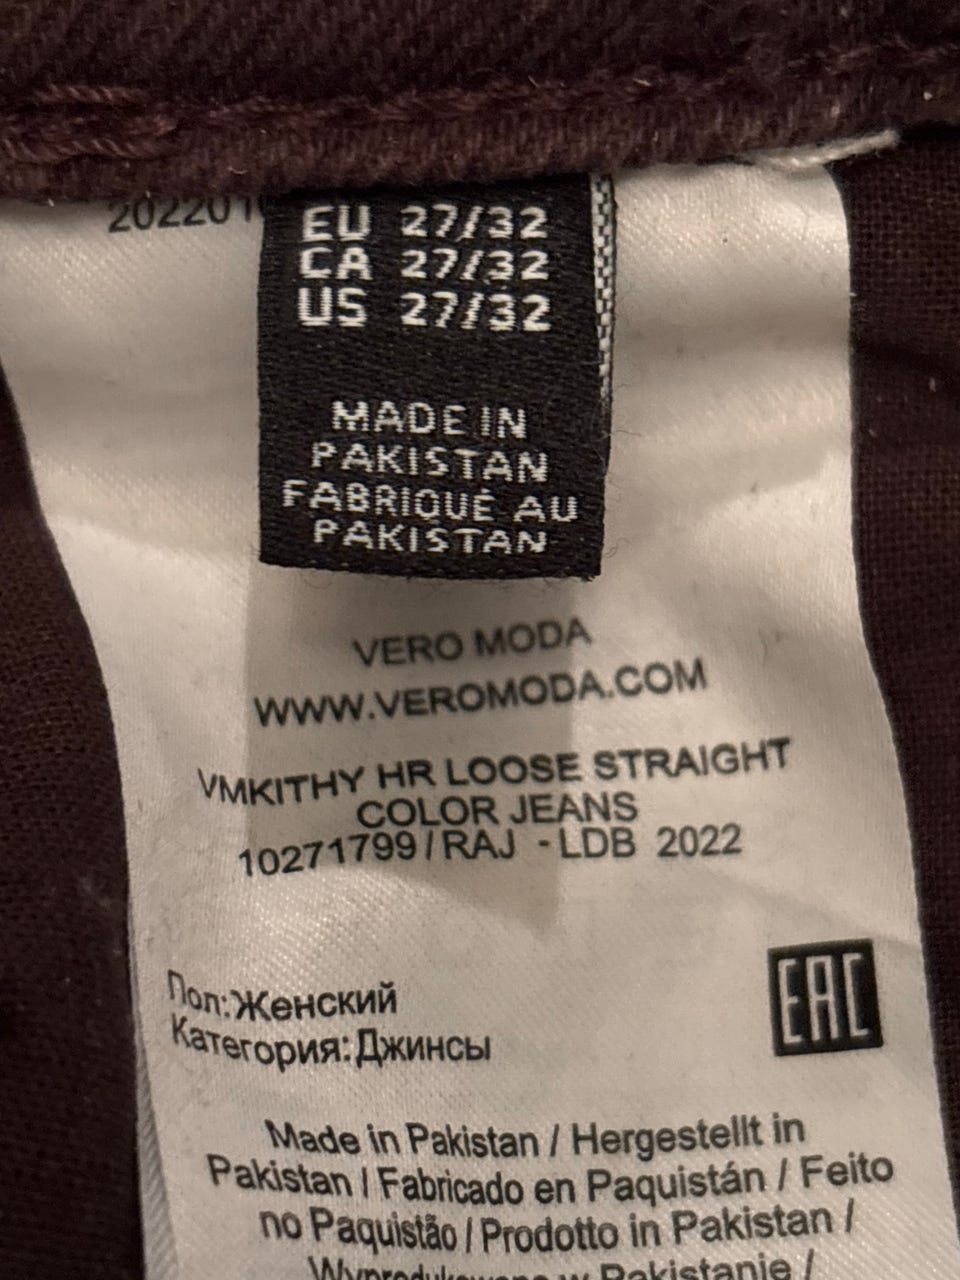 EU 27/32
CA 27/32
US 27/32
MADE IN
PAKISTAN
FABRIQUÉ AU
PAKISTAN
VERO MODA
WWW.VEROMODA.COM
VMKITHY HR LOOSE STRAIGHT
COLOR JEANS
10271799/RAJ - LDB 2022
Пол:Женский
Категория:Джинсы
EAC
Made in Pakistan / Hergestellt in
Pakistan / Fabricado en Paquistán / Feito
no Paquistão / Prodotto in Pakistan /
Wyprodukowano w Pakistanie /